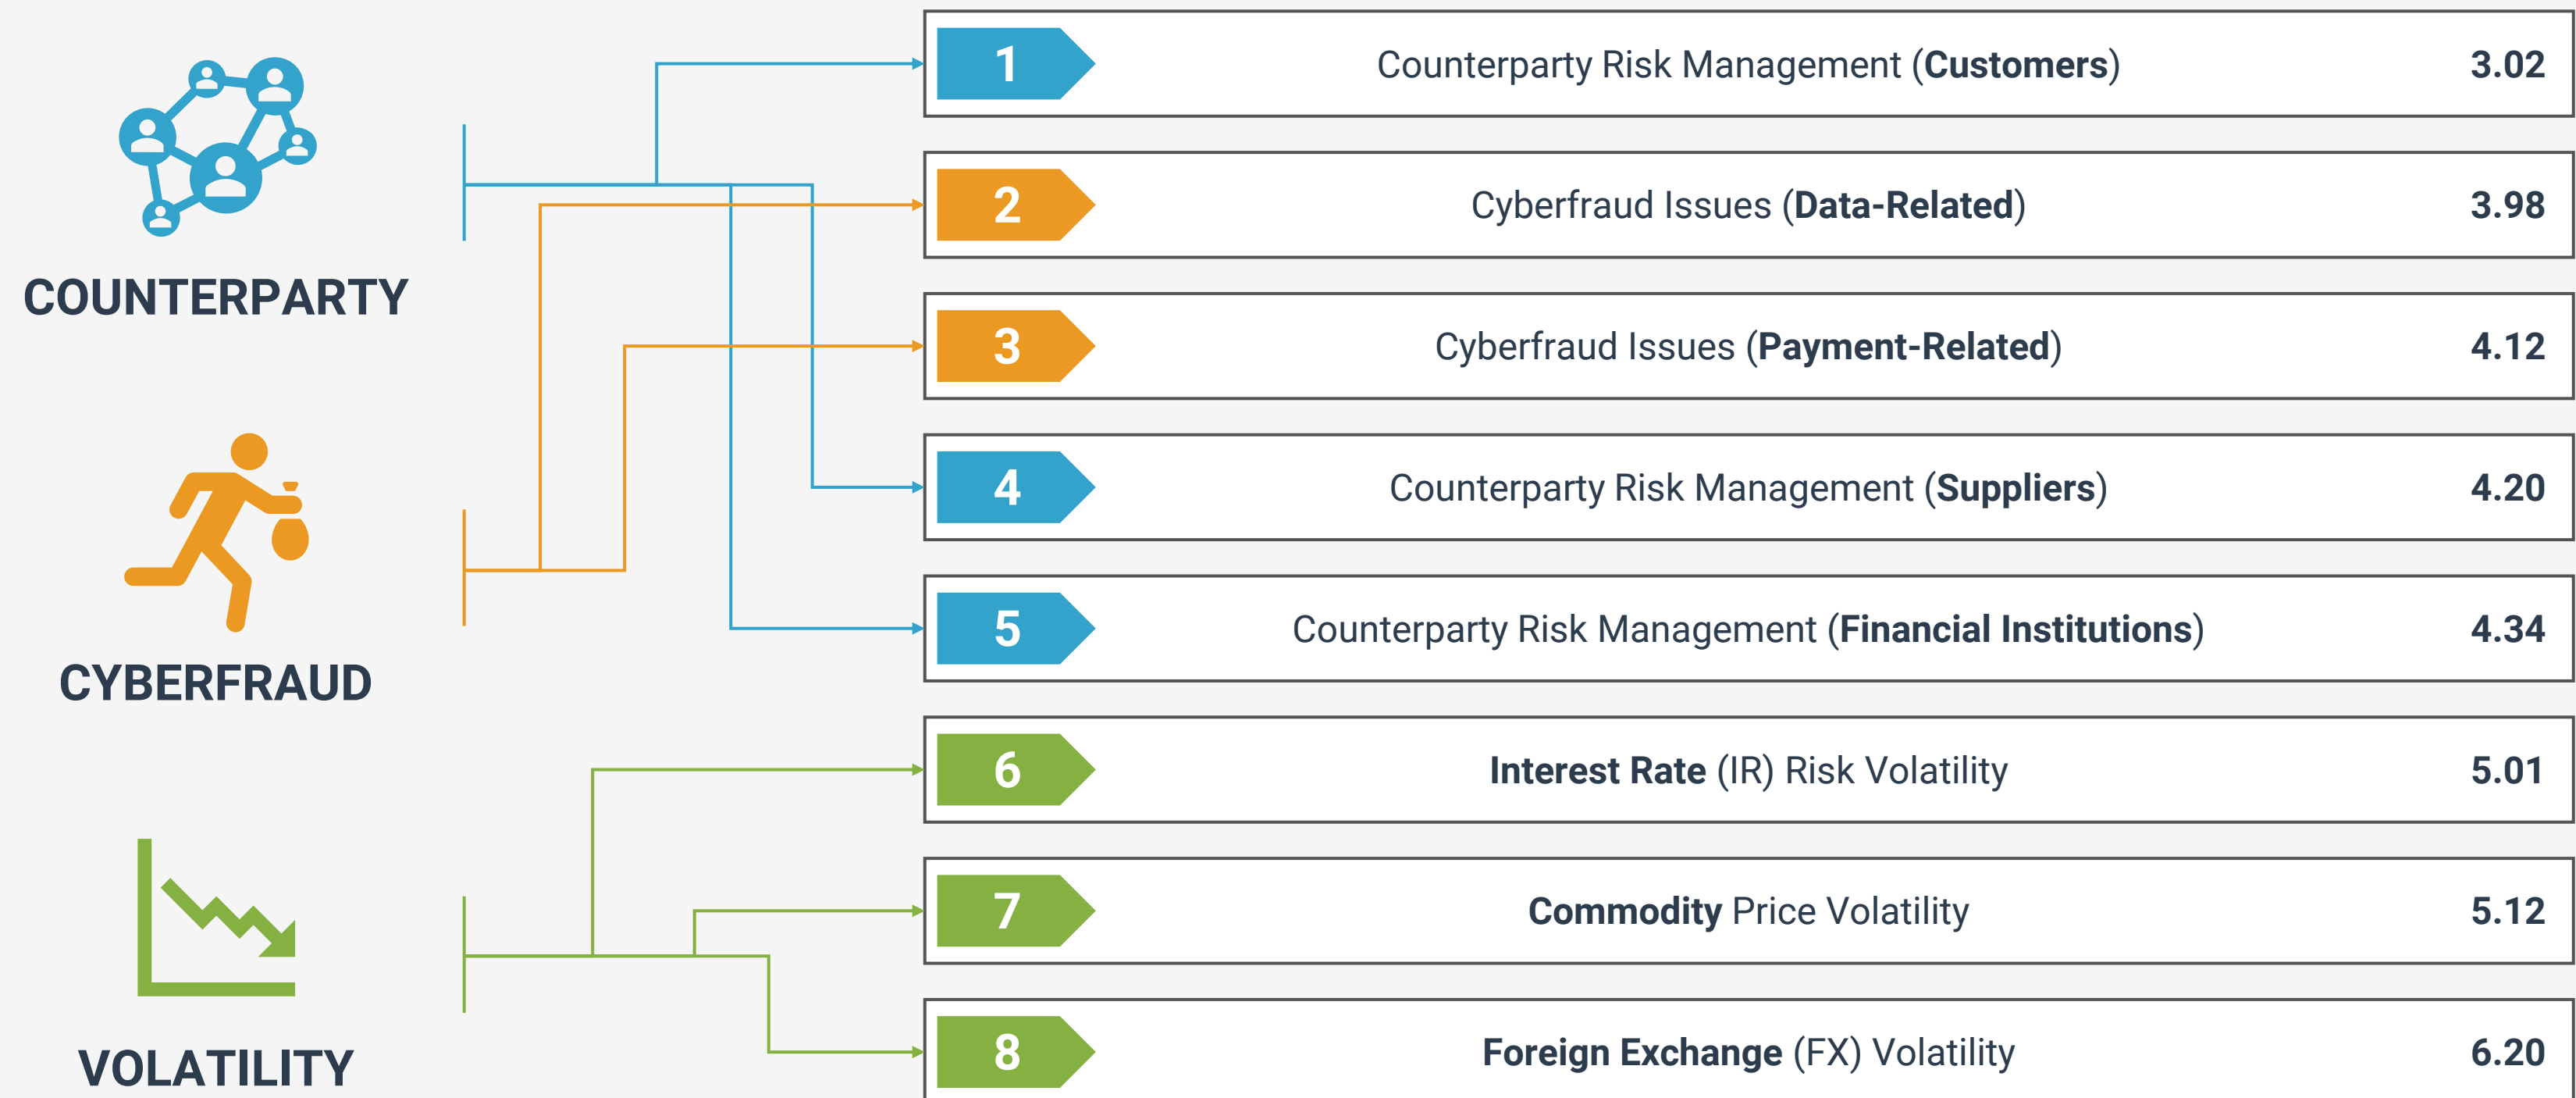 COUNTERPARTY
CYBERFRAUD
VOLATILITY
1 Counterparty Risk Management (Customers) 3.02
2 Cyberfraud Issues (Data-Related) 3.98
3 Cyberfraud Issues (Payment-Related) 4.12
4 Counterparty Risk Management (Suppliers) 4.20
5 Counterparty Risk Management (Financial Institutions) 4.34
6 Interest Rate (IR) Risk Volatility 5.01
7 Commodity Price Volatility 5.12
8 Foreign Exchange (FX) Volatility 6.20